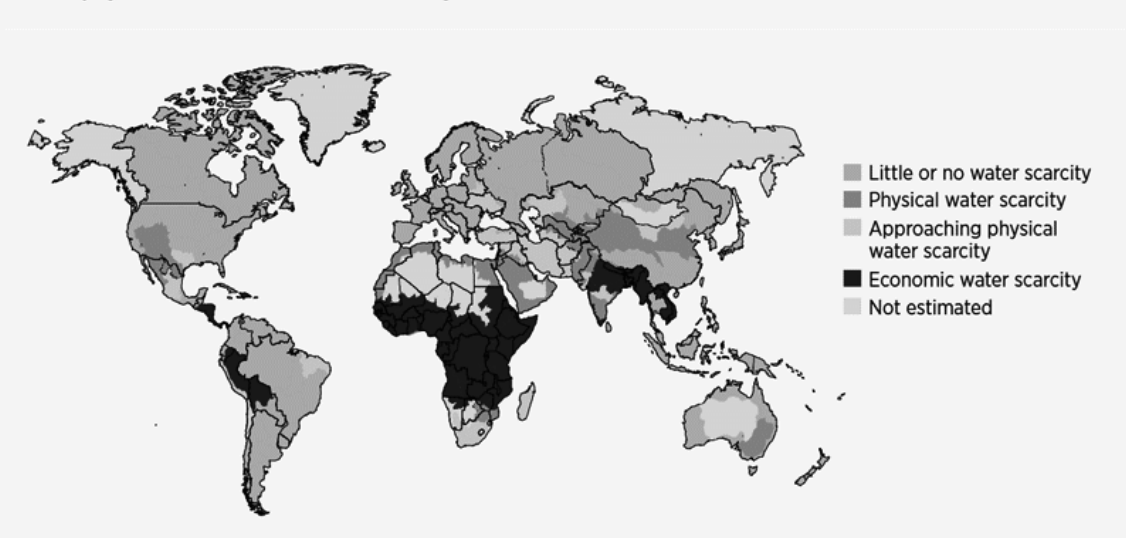 Little or no water scarcity
Physical water scarcity
Approaching physical
water scarcity
Economic water scarcity
Not estimated